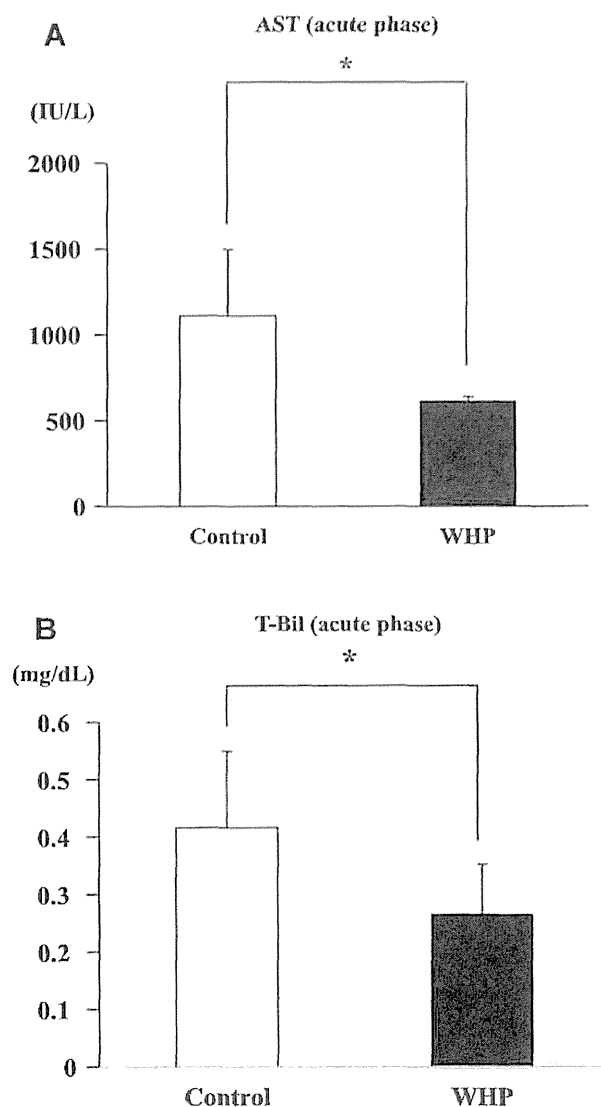 A
AST (acute phase)
*
(IU/L)
2000
1500
1000
500
0
Control WHP
B
T-Bil (acute phase)
*
(mg/dL)
0.6
0.5
0.4
0.3
0.2
0.1
0
Control WHP